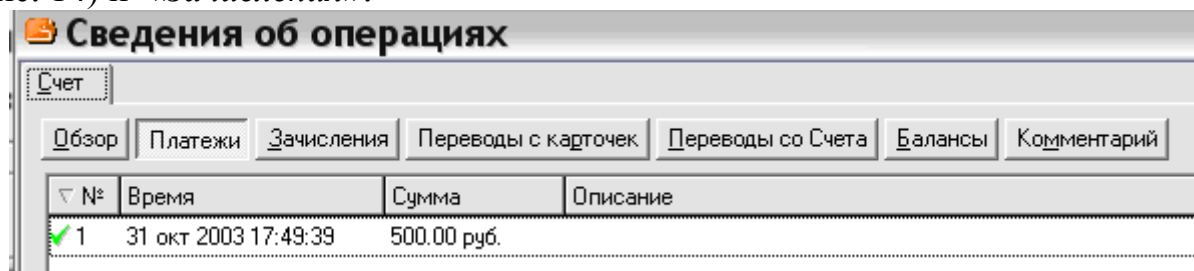 Сведения об операциях
Счет
Обзор Платежи Зачисления Переводы с карточек Переводы со Счета Балансы Комментарий
№ Время Сумма Описание
1 31 окт 2003 17:49:39 500.00 руб.